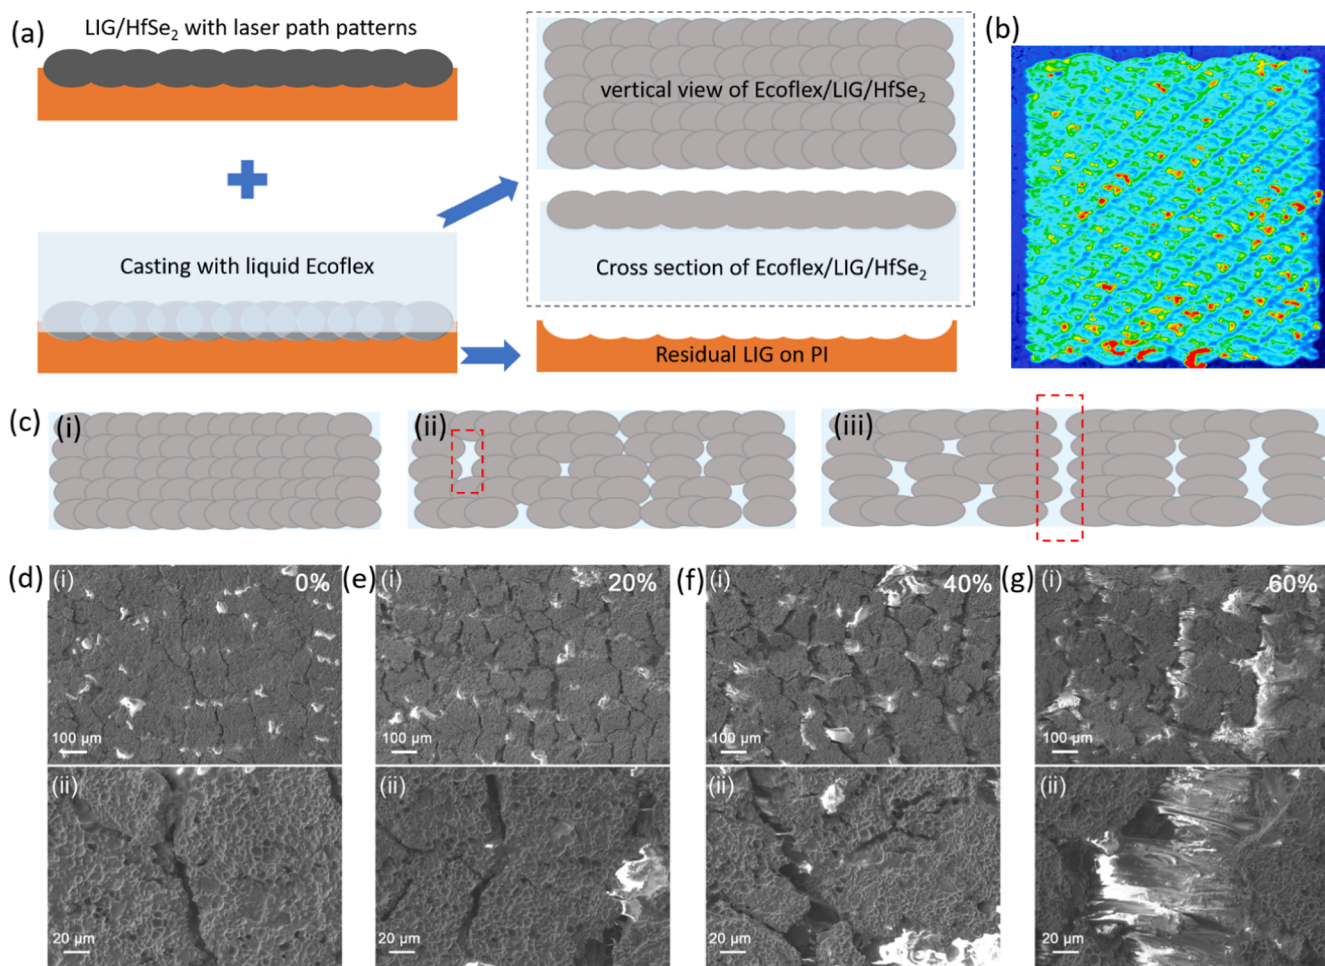 (a)
LIG/HfSe₂ with laser path patterns
Casting with liquid Ecoflex
vertical view of Ecoflex/LIG/HfSe₂
Cross section of Ecoflex/LIG/HfSe₂
Residual LIG on PI
(b)
(c)
(i)
(ii)
(iii)
(d)
(i)
0%
100 μm
(ii)
20 μm
(e)
(i)
20%
100 μm
(ii)
20 μm
(f)
(i)
40%
100 μm
(ii)
20 μm
(g)
(i)
60%
100 μm
(ii)
20 μm